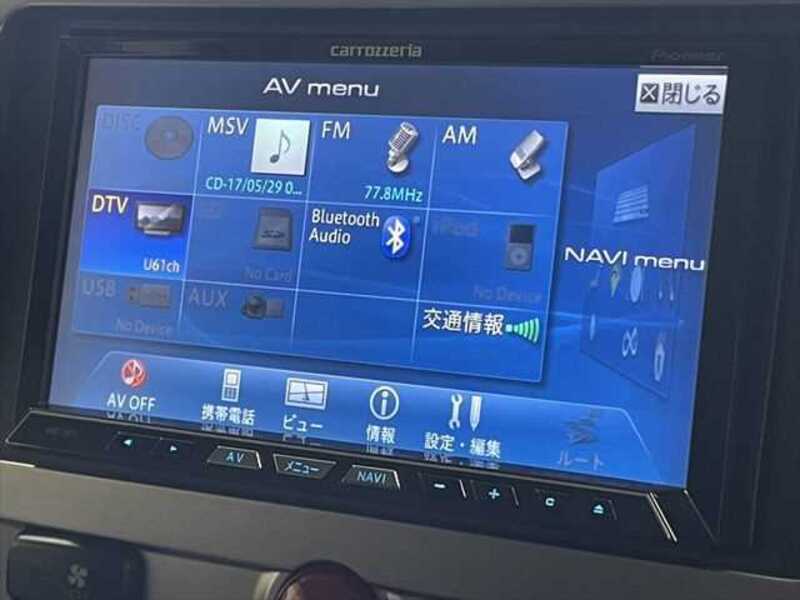 carrozzeria
Pioneer
AV menu
閉じる
DISC
MSV
FM
AM
CD-17/05/29 0...
77.8MHz
DTV
Bluetooth
Audio
iPod
U61ch
No Card
No Device
NAVI menu
USB
AUX
No Device
交通情報
AV OFF
携帯電話
ビュー
情報
設定・編集
ルート
AV
メニュー
NAVI